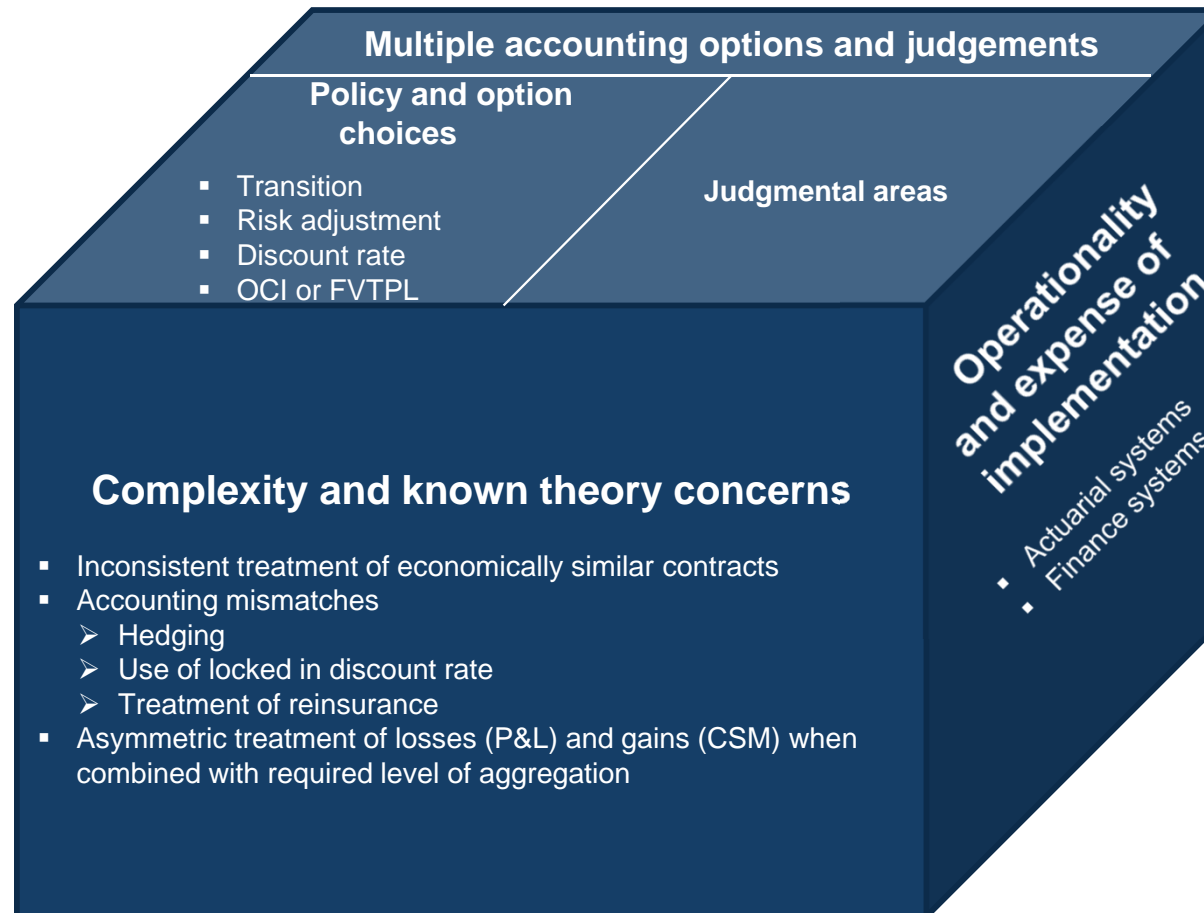 Multiple accounting options and judgements
Policy and option
choices
▪ Transition
▪ Risk adjustment
▪ Discount rate
▪ OCI or FVTPL
Judgmental areas
Complexity and known theory concerns
▪ Inconsistent treatment of economically similar contracts
▪ Accounting mismatches
➢ Hedging
➢ Use of locked in discount rate
➢ Treatment of reinsurance
▪ Asymmetric treatment of losses (P&L) and gains (CSM) when
combined with required level of aggregation
Operationality
and expense of
implementation
▪ Actuarial systems
▪ Finance systems